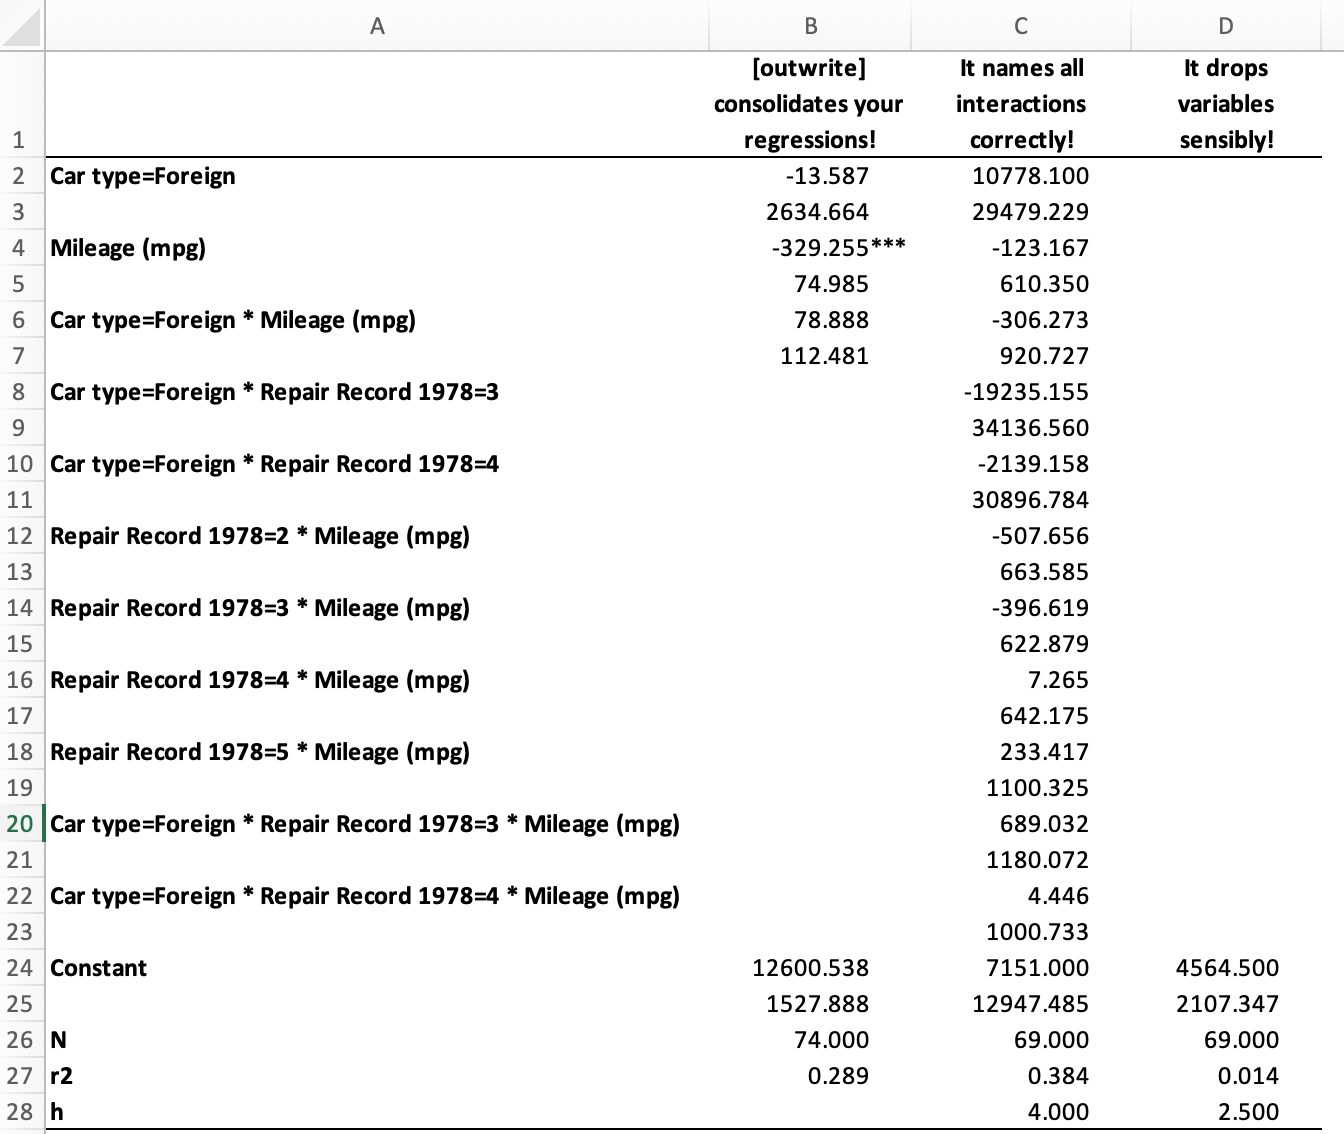 A B C D
[outwrite] It names all It drops
consolidates your interactions variables
1 regressions! correctly! sensibly!
2 Car type=Foreign -13.587 10778.100
3 2634.664 29479.229
4 Mileage (mpg) -329.255*** -123.167
5 74.985 610.350
6 Car type=Foreign * Mileage (mpg) 78.888 -306.273
7 112.481 920.727
8 Car type=Foreign * Repair Record 1978=3 -19235.155
9 34136.560
10 Car type=Foreign * Repair Record 1978=4 -2139.158
11 30896.784
12 Repair Record 1978=2 * Mileage (mpg) -507.656
13 663.585
14 Repair Record 1978=3 * Mileage (mpg) -396.619
15 622.879
16 Repair Record 1978=4 * Mileage (mpg) 7.265
17 642.175
18 Repair Record 1978=5 * Mileage (mpg) 233.417
19 1100.325
20 Car type=Foreign * Repair Record 1978=3 * Mileage (mpg) 689.032
21 1180.072
22 Car type=Foreign * Repair Record 1978=4 * Mileage (mpg) 4.446
23 1000.733
24 Constant 12600.538 7151.000 4564.500
25 1527.888 12947.485 2107.347
26 N 74.000 69.000 69.000
27 r2 0.289 0.384 0.014
28 h 4.000 2.500